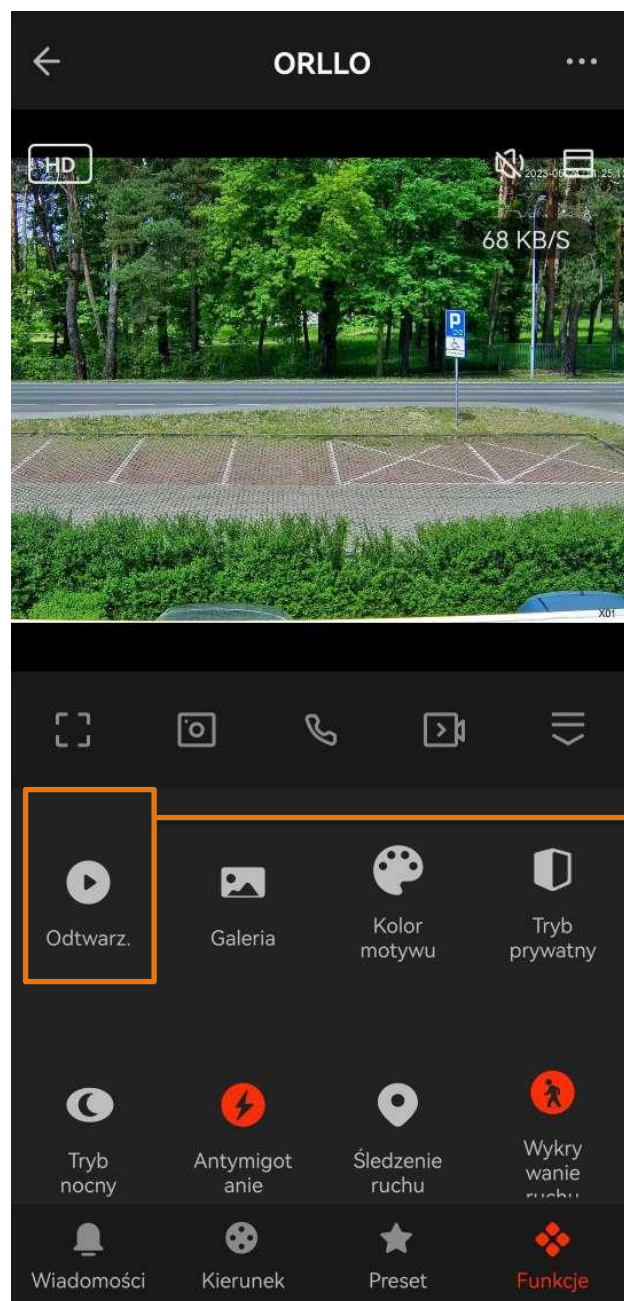 ORLLO
HD
68 KB/S
P
X01
Odtwarz.
Galeria
Kolor
motywu
Tryb
prywatny
Tryb
nocny
Antymigot
anie
Śledzenie
ruchu
Wykry
wanie
ruchu
Wiadomości
Kierunek
Preset
Funkcje